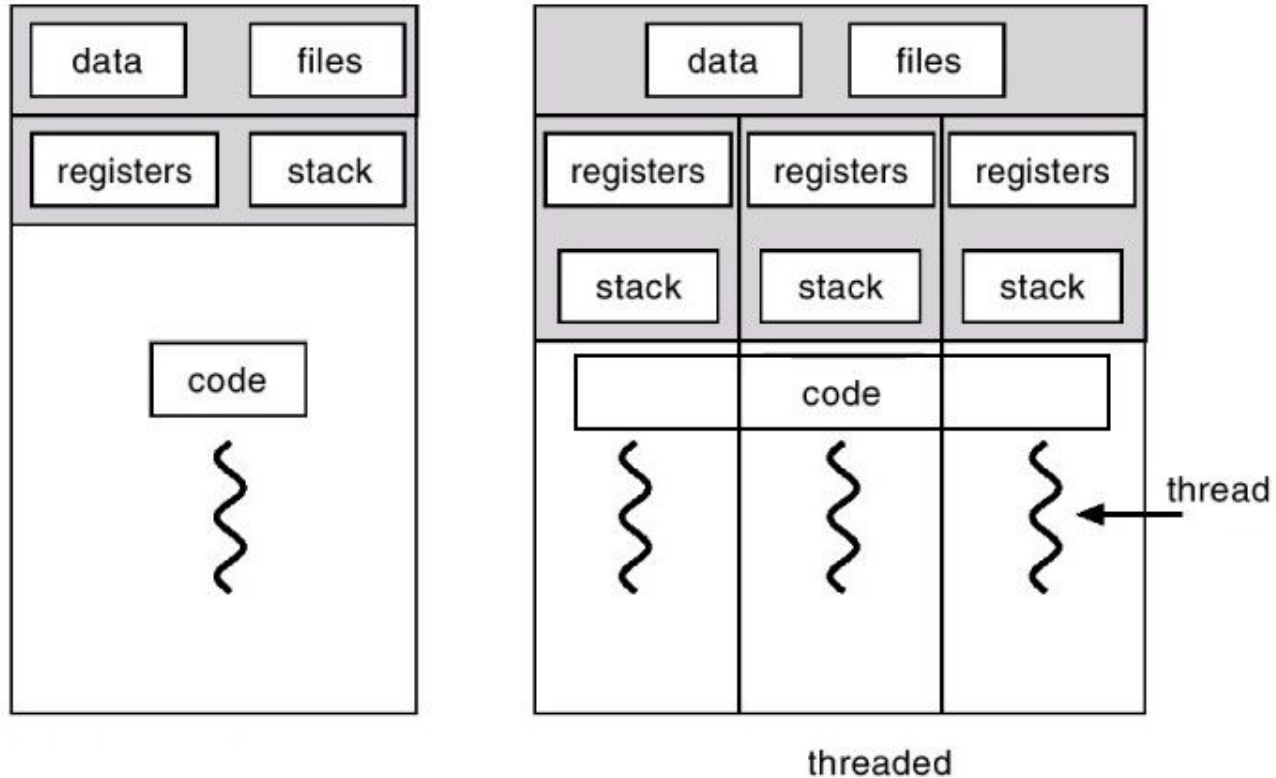 data files
registers stack
code
data files
registers registers registers
stack stack stack
code
thread
threaded